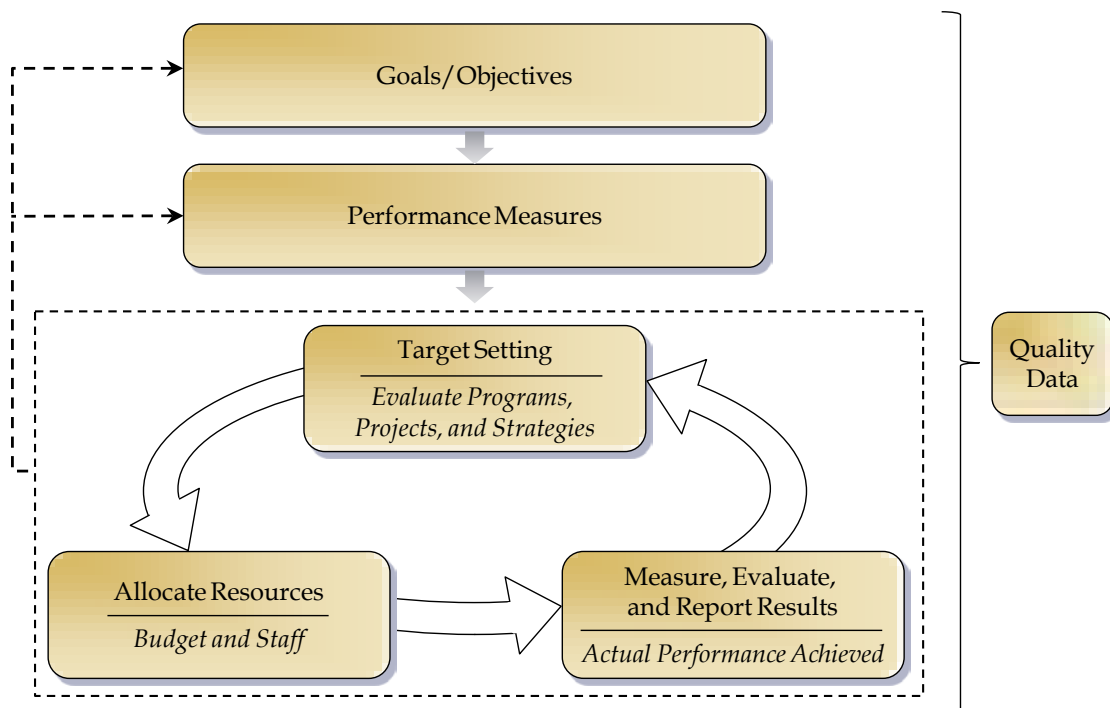 Goals/Objectives
Performance Measures
Target Setting
Evaluate Programs,
Projects, and Strategies
Allocate Resources
Budget and Staff
Measure, Evaluate,
and Report Results
Actual Performance Achieved
Quality
Data